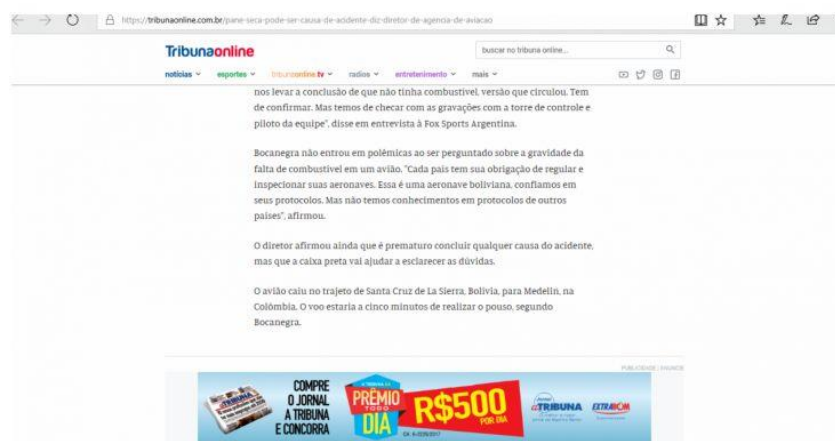 https://tribunaonline.com.br/pane-seca-pode-ser-causa-de-acidente-diz-diretor-de-agencia-de-aviacao
Tribunaonline
buscar no tribuna online...
notícias esportes tribunaonline.tv radios entretenimento mais
nos levar a conclusão de que não tinha combustível, versão que circulou. Tem
de confirmar. Mas temos de checar com as gravações com a torre de controle e
piloto da equipe", disse em entrevista à Fox Sports Argentina.
Bocanegra não entrou em polêmicas ao ser perguntado sobre a gravidade da
falta de combustível em um avião. "Cada país tem sua obrigação de regular e
inspecionar suas aeronaves. Essa é uma aeronave boliviana, confiamos em
seus protocolos. Mas não temos conhecimentos em protocolos de outros
países", afirmou.
O diretor afirmou ainda que é prematuro concluir qualquer causa do acidente,
mas que a caixa preta vai ajudar a esclarecer as dúvidas.
O avião caiu no trajeto de Santa Cruz de La Sierra, Bolívia, para Medelín, na
Colômbia. O voo estaria a cinco minutos de realizar o pouso, segundo
Bocanegra.
PUBLICIDADE | ANUNCIE
COMPRE
O JORNAL
A TRIBUNA
E CONCORRA
PRÊMIO
TODO
DIA
R$500
POR DIA
A TRIBUNA
EXTRABOM